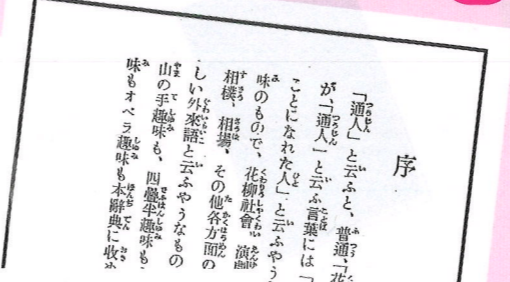 序
「通人」と云ふと、普通、「花
が、「通人」と云ふ言葉には「
ことになれた人」と云ふやう
味のもので、花柳社會、演劇
相撲、相場、その他各方面の
しい外來語と云ふやうなもの
山の手趣味も、四疊半趣味も
味もオペラ趣味も本辭典に收め